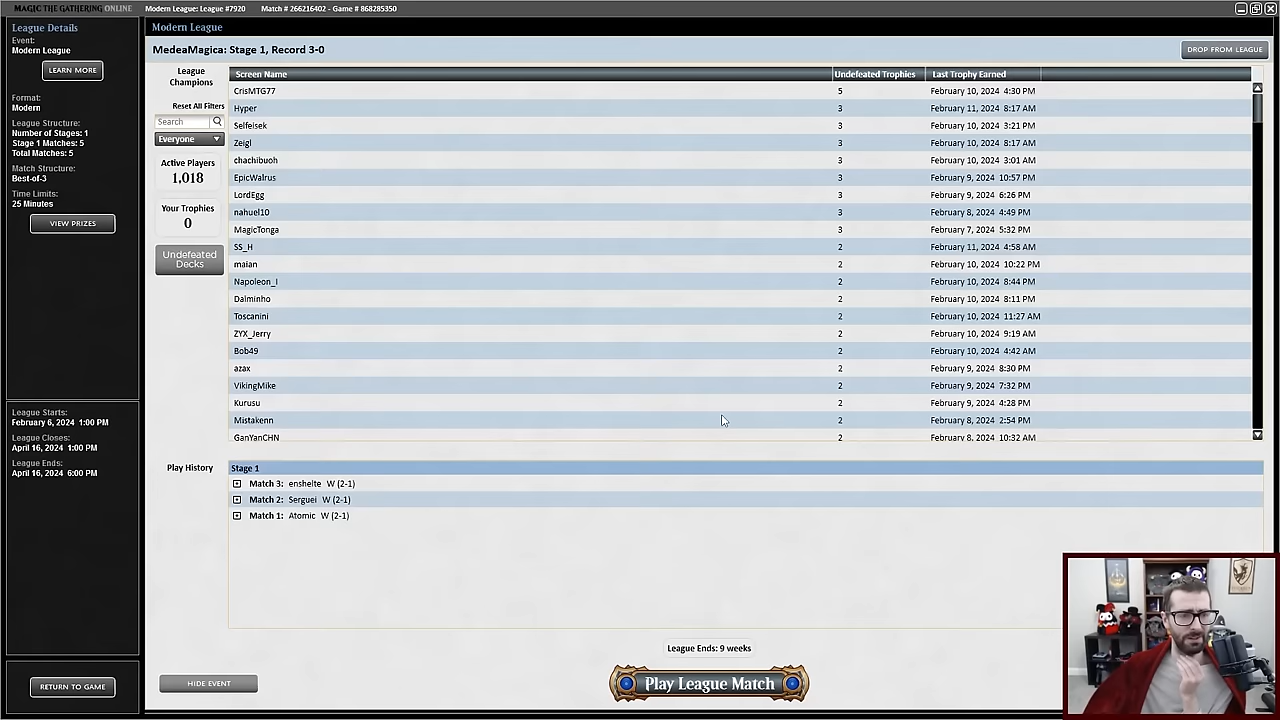 MAGIC THE GATHERING ONLINE
Modern League: League #7920
Match # 266216402 - Game # 868285350
League Details
Event:
Modern League
LEARN MORE
Format:
Modern
League Structure:
Number of Stages: 1
Stage 1 Matches: 5
Total Matches: 5
Match Structure:
Best-of-3
Time Limits:
25 Minutes
VIEW PRIZES
League Starts:
February 6, 2024 1:00 PM
League Closes:
April 16, 2024 1:00 PM
League Ends:
April 16, 2024 6:00 PM
RETURN TO GAME
Modern League
MedeaMagica: Stage 1, Record 3-0
DROP FROM LEAGUE
League
Champions
Reset All Filters
Search
Everyone
Active Players
1,018
Your Trophies
0
Undefeated
Decks
Screen Name Undefeated Trophies Last Trophy Earned
CrisMTG77 5 February 10, 2024 4:30 PM
Hyper 3 February 11, 2024 8:17 AM
Selfeisek 3 February 10, 2024 3:21 PM
Zeigl 3 February 10, 2024 8:17 AM
chachibuoh 3 February 10, 2024 3:01 AM
EpicWalrus 3 February 9, 2024 10:57 PM
LordEgg 3 February 9, 2024 6:26 PM
nahuel10 3 February 8, 2024 4:49 PM
MagicTonga 3 February 7, 2024 5:32 PM
SS_H 2 February 11, 2024 4:58 AM
maian 2 February 10, 2024 10:22 PM
Napoleon_I 2 February 10, 2024 8:44 PM
Dalminho 2 February 10, 2024 8:11 PM
Toscanini 2 February 10, 2024 11:27 AM
ZYX_Jerry 2 February 10, 2024 9:19 AM
Bob49 2 February 10, 2024 4:42 AM
azax 2 February 9, 2024 8:30 PM
VikingMike 2 February 9, 2024 7:32 PM
Kurusu 2 February 9, 2024 4:28 PM
Mistakenn 2 February 8, 2024 2:54 PM
GanYanCHN 2 February 8, 2024 10:32 AM
Play History
Stage 1
Match 3: enshelte W (2-1)
Match 2: Serguei W (2-1)
Match 1: Atomic W (2-1)
League Ends: 9 weeks
HIDE EVENT
Play League Match